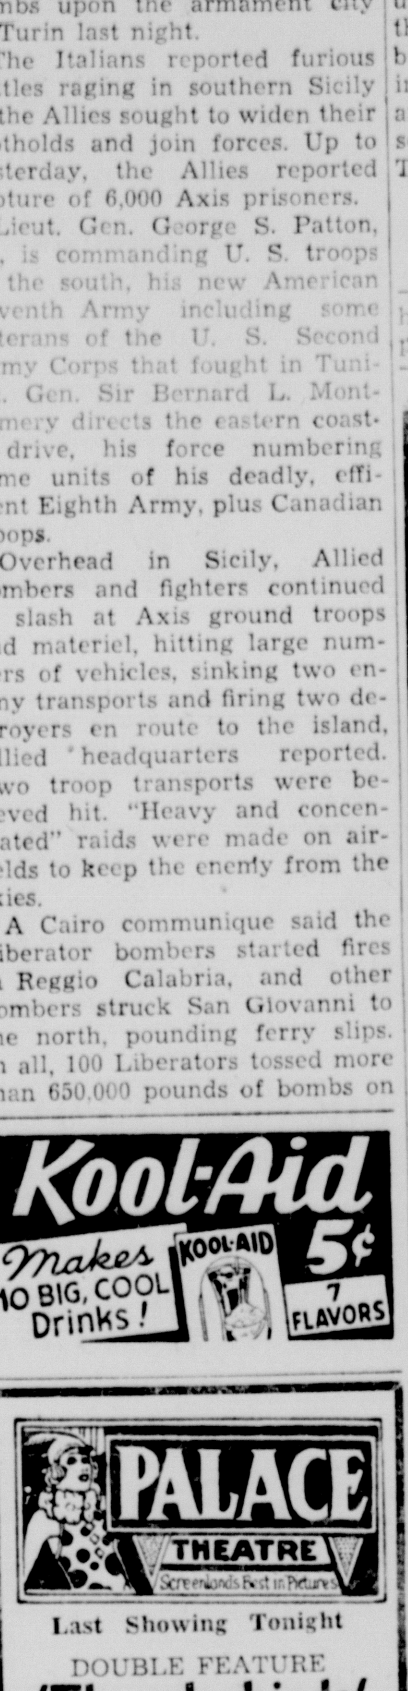 mbs upon the armament city
Turin last night.
The Italians reported furious
tles raging in southern Sicily
the Allies sought to widen their
otholds and join forces. Up to
sterday, the Allies reported
pture of 6,000 Axis prisoners.
Lieut. Gen. George S. Patton,
., is commanding U. S. troops
the south, his new American
venth Army including some
terans of the U. S. Second
my Corps that fought in Tuni-
. Gen. Sir Bernard L. Mont-
mery directs the eastern coast-
drive, his force numbering
me units of his deadly, effi-
ent Eighth Army, plus Canadian
oops.
Overhead in Sicily, Allied
ombers and fighters continued
slash at Axis ground troops
nd materiel, hitting large num-
ers of vehicles, sinking two en-
my transports and firing two de-
royers en route to the island,
llied headquarters reported.
wo troop transports were be-
eved hit. "Heavy and concen-
ated" raids were made on air-
elds to keep the enemy from the
kies.
A Cairo communique said the
iberator bombers started fires
Reggio Calabria, and other
ombers struck San Giovanni to
he north, pounding ferry slips.
n all, 100 Liberators tossed more
han 650,000 pounds of bombs on
Kool-Aid
Makes
10 BIG, COOL
Drinks!
KOOL-AID
5¢
7
FLAVORS
PALACE
THEATRE
Screenlands Best in Pictures
Last Showing Tonight
DOUBLE FEATURE